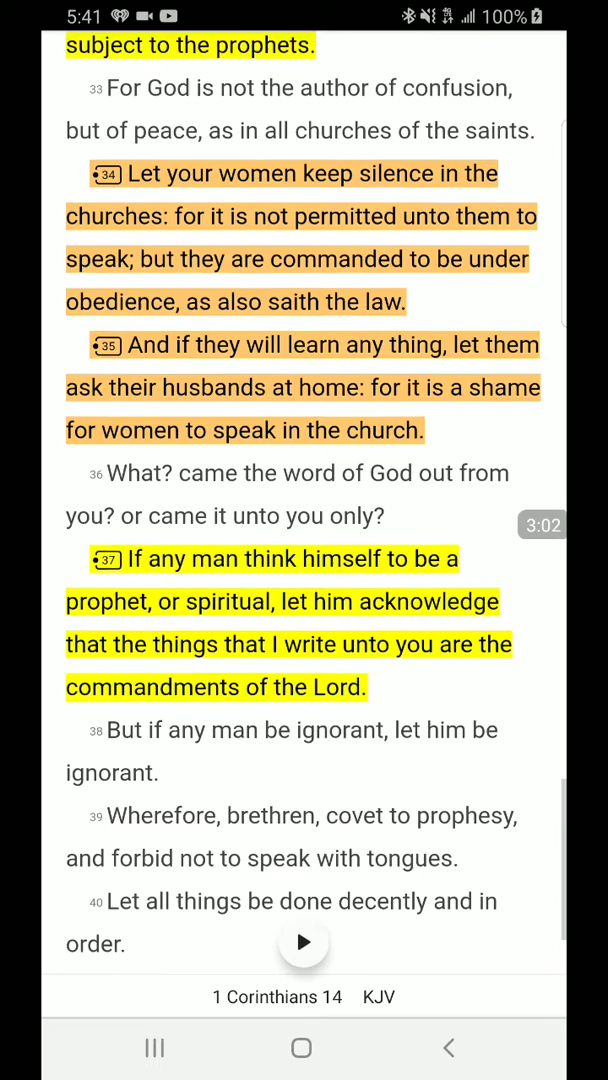 5:41 100%
subject to the prophets.
33 For God is not the author of confusion,
but of peace, as in all churches of the saints.
34 Let your women keep silence in the
churches: for it is not permitted unto them to
speak; but they are commanded to be under
obedience, as also saith the law.
35 And if they will learn any thing, let them
ask their husbands at home: for it is a shame
for women to speak in the church.
36 What? came the word of God out from
you? or came it unto you only?
3:02
37 If any man think himself to be a
prophet, or spiritual, let him acknowledge
that the things that I write unto you are the
commandments of the Lord.
38 But if any man be ignorant, let him be
ignorant.
39 Wherefore, brethren, covet to prophesy,
and forbid not to speak with tongues.
40 Let all things be done decently and in
order.
1 Corinthians 14 KJV